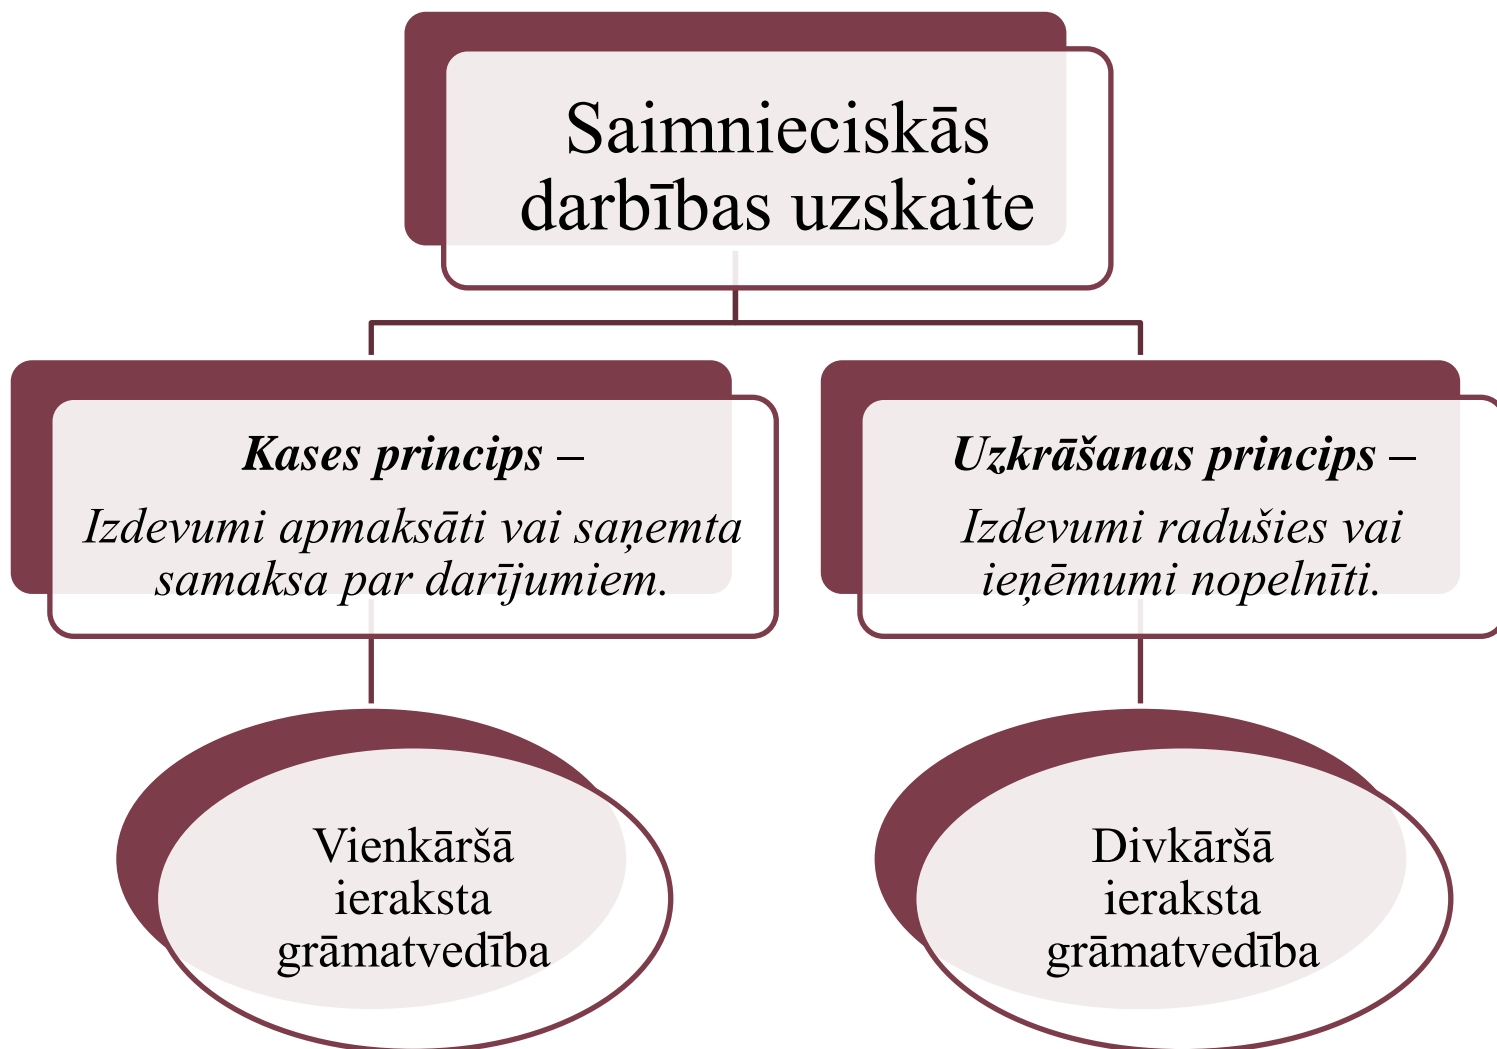 Saimnieciskās
darbības uzskaite
Kases princips –
Izdevumi apmaksāti vai saņemta
samaksa par darījumiem.
Uzkrāšanas princips –
Izdevumi radušies vai
ieņēmumi nopelnīti.
Vienkāršā
ieraksta
grāmatvedība
Divkāršā
ieraksta
grāmatvedība